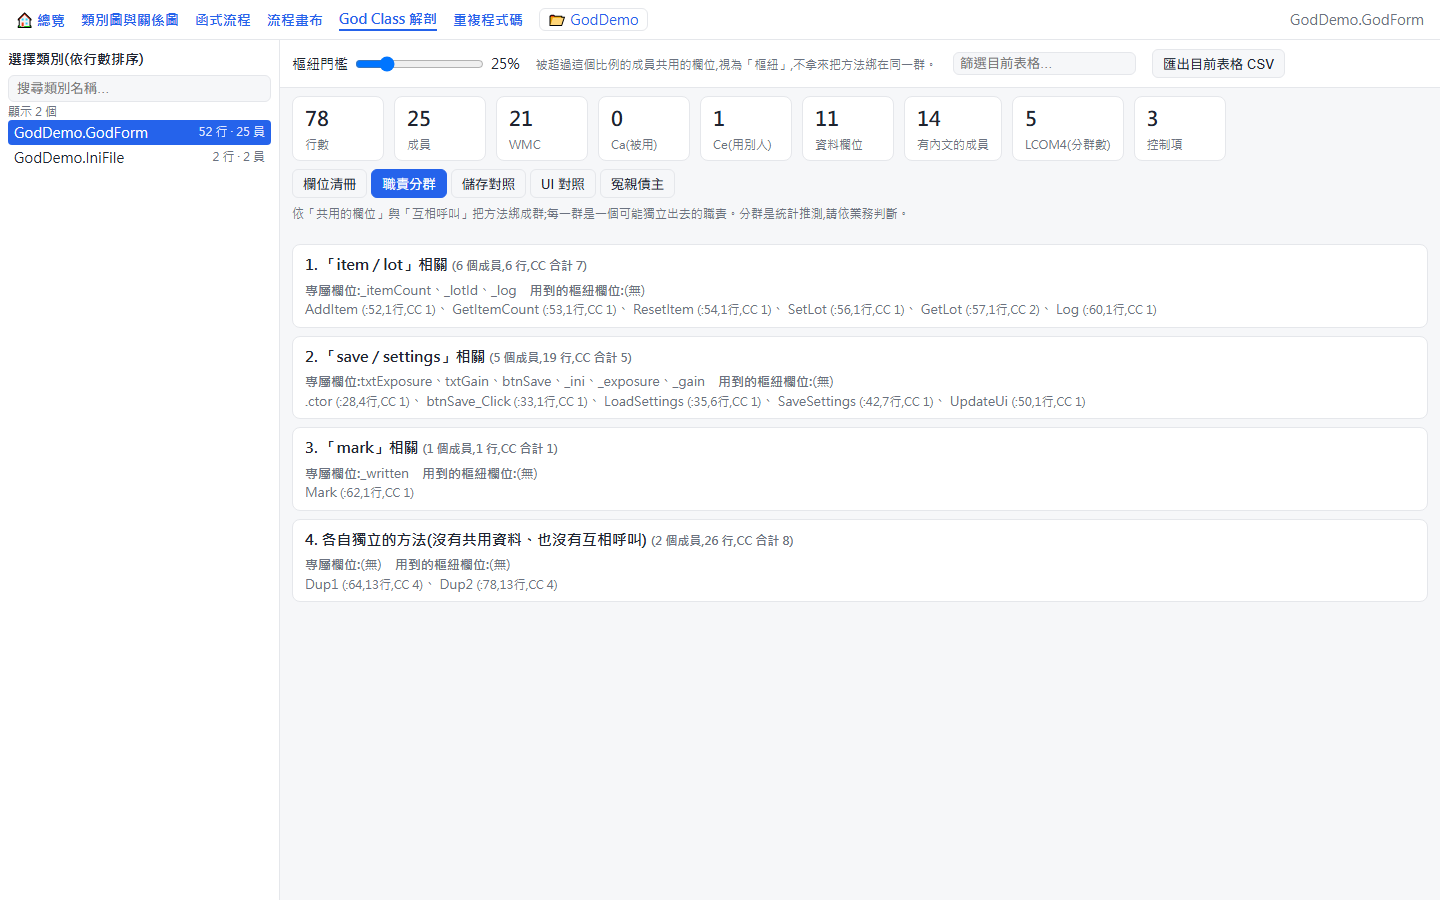 總覽 類別圖與關係圖 函式流程 流程畫布 God Class 解剖 重複程式碼 GodDemo GodDemo.GodForm
選擇類別(依行數排序)
搜尋類別名稱...
顯示 2 個
GodDemo.GodForm 52 行 · 25 員
GodDemo.IniFile 2 行 · 2 員
樞紐門檻 25% 被超過這個比例的成員共用的欄位,視為「樞紐」,不拿來把方法綁在同一群。 篩選目前表格... 匯出目前表格 CSV
78 25 21 0 1 11 14 5 3
行數 成員 WMC Ca(被用) Ce(用別人) 資料欄位 有內文的成員 LCOM4(分群數) 控制項
欄位清冊 職責分群 儲存對照 UI 對照 冤親債主
依「共用的欄位」與「互相呼叫」把方法綁成群;每一群是一個可能獨立出去的職責。分群是統計推測,請依業務判斷。
1. 「item / lot」相關 (6 個成員,6 行,CC 合計 7)
專屬欄位:_itemCount、_lotId、_log 用到的樞紐欄位:(無)
AddItem (:52,1行,CC 1)、 GetItemCount (:53,1行,CC 1)、 ResetItem (:54,1行,CC 1)、 SetLot (:56,1行,CC 1)、 GetLot (:57,1行,CC 2)、 Log (:60,1行,CC 1)
2. 「save / settings」相關 (5 個成員,19 行,CC 合計 5)
專屬欄位:txtExposure、txtGain、btnSave、_ini、_exposure、_gain 用到的樞紐欄位:(無)
.ctor (:28,4行,CC 1)、 btnSave_Click (:33,1行,CC 1)、 LoadSettings (:35,6行,CC 1)、 SaveSettings (:42,7行,CC 1)、 UpdateUi (:50,1行,CC 1)
3. 「mark」相關 (1 個成員,1 行,CC 合計 1)
專屬欄位:_written 用到的樞紐欄位:(無)
Mark (:62,1行,CC 1)
4. 各自獨立的方法(沒有共用資料、也沒有互相呼叫) (2 個成員,26 行,CC 合計 8)
專屬欄位:(無) 用到的樞紐欄位:(無)
Dup1 (:64,13行,CC 4)、 Dup2 (:78,13行,CC 4)